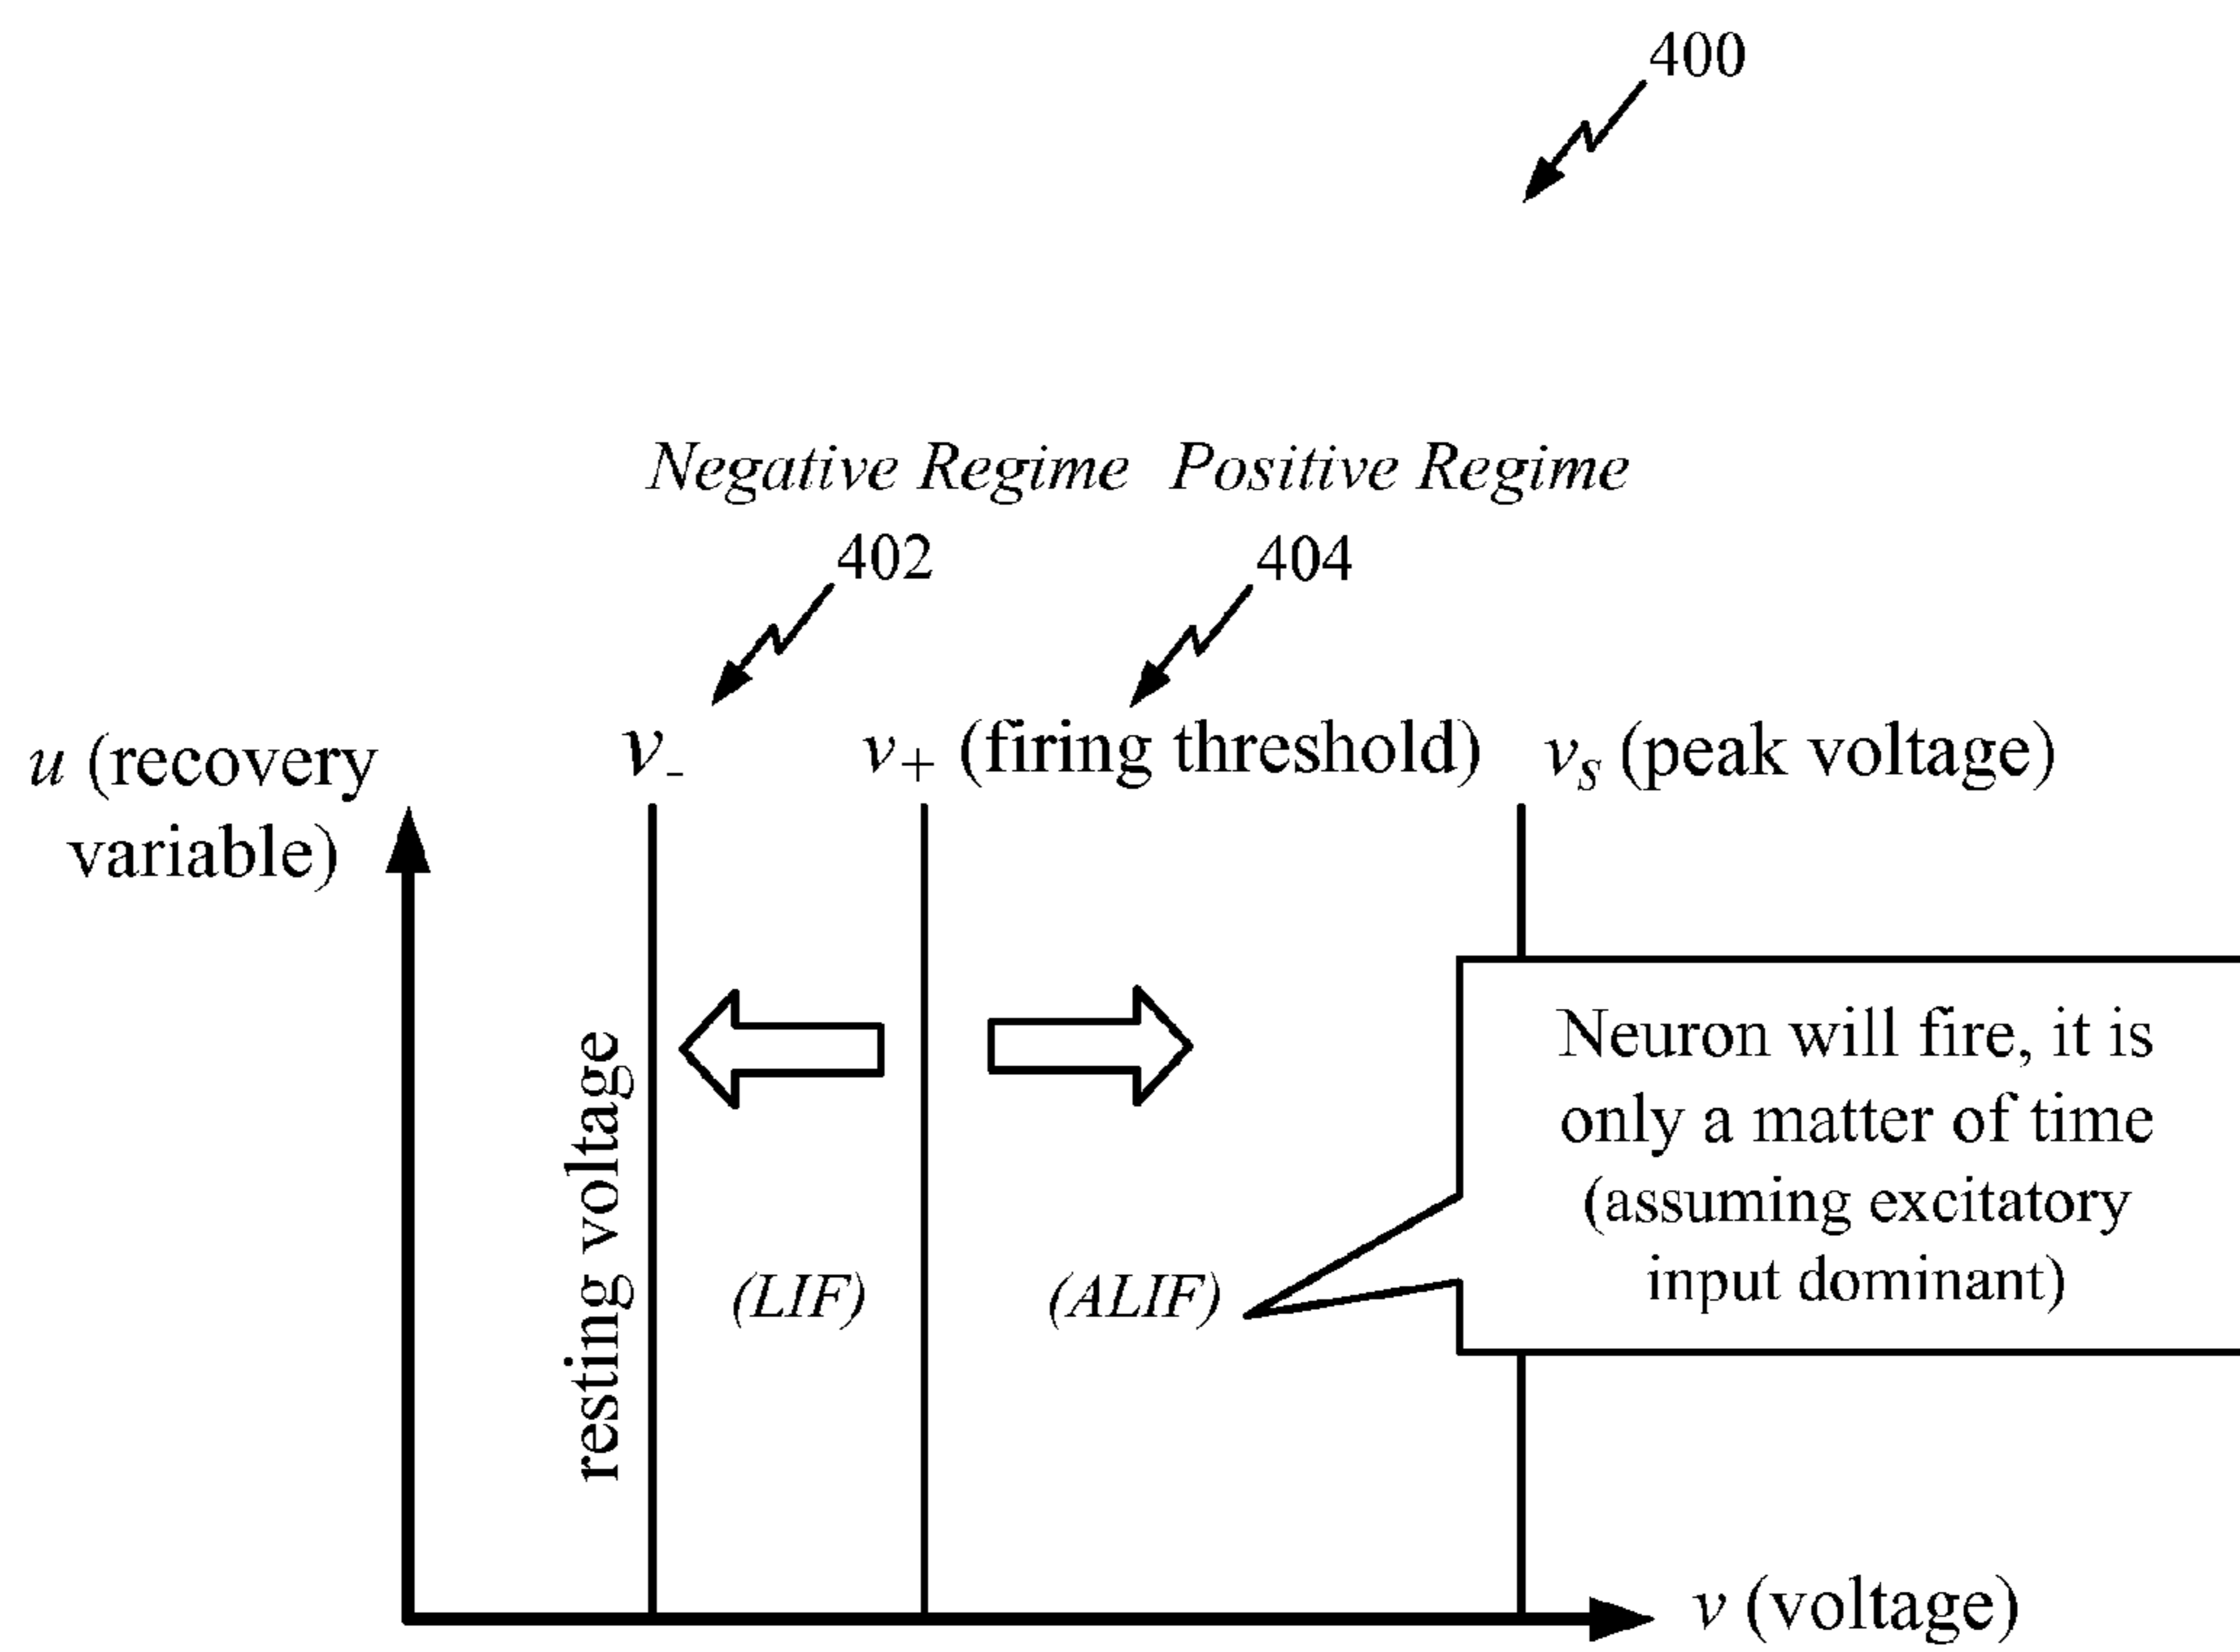 400
Negative Regime Positive Regime
402
404
u (recovery
variable)
v-
v+ (firing threshold)
vS (peak voltage)
resting voltage
(LIF)
(ALIF)
Neuron will fire, it is
only a matter of time
(assuming excitatory
input dominant)
v (voltage)